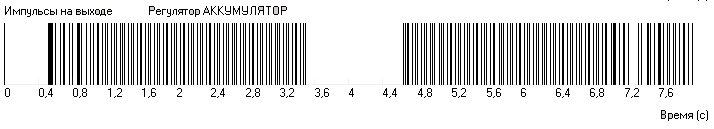 Импульсы на выходе Регулятор АККУМУЛЯТОР
0 0,4 0,8 1,2 1,6 2 2,4 2,8 3,2 3,6 4 4,4 4,8 5,2 5,6 6 6,4 6,8 7,2 7,6
Время (с)